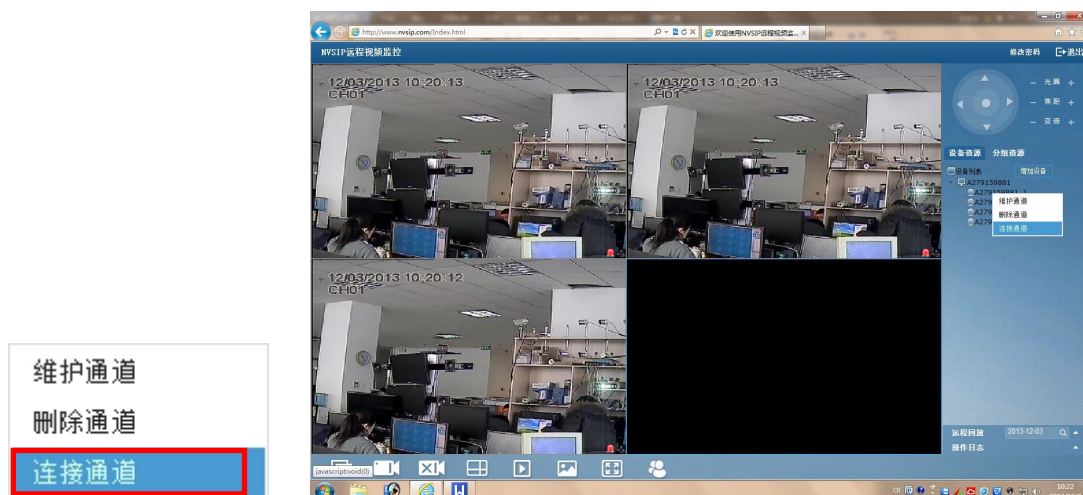 维护通道
删除通道
连接通道
http://www.nvsip.com/Index.html
欢迎使用NVSIP远程视频监...
NVSIP远程视频监控
修改密码
退出
12/03/2013 10:20:13
CH01
12/03/2013 10:20:13
CH01
- 光圈 +
- 焦距 +
- 变倍 +
设备资源 分组资源
设备列表 增加设备
A279159881
A279159881_1
A279
A279
A279
维护通道
删除通道
连接通道
12/03/2013 10:20:12
CH01
远程回放 2013-12-03
操作日志
javascript:void(0)
CH
10:22